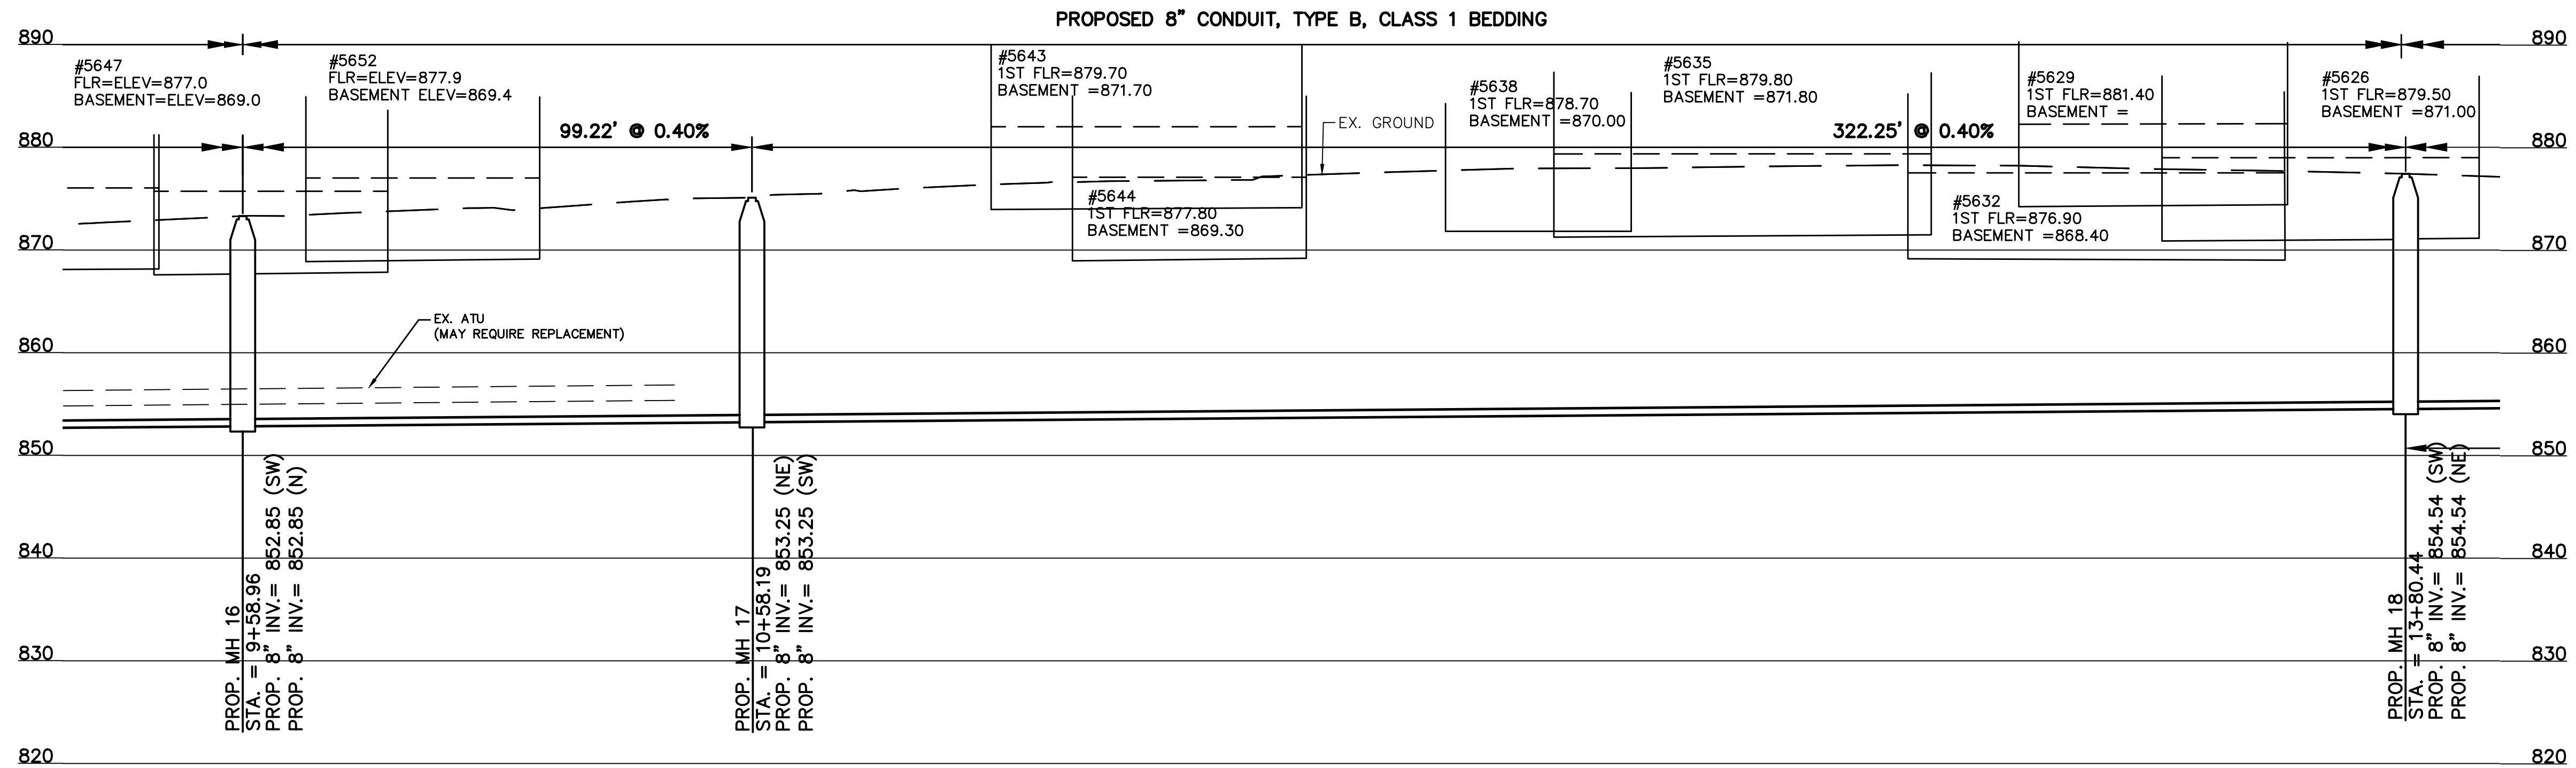 PROPOSED 8" CONDUIT, TYPE B, CLASS 1 BEDDING
890
890
#5647
FLR=ELEV=877.0
BASEMENT=ELEV=869.0
#5652
FLR=ELEV=877.9
BASEMENT ELEV=869.4
#5643
1ST FLR=879.70
BASEMENT =871.70
#5638
1ST FLR=878.70
BASEMENT =870.00
#5635
1ST FLR=879.80
BASEMENT =871.80
#5629
1ST FLR=881.40
BASEMENT =
#5626
1ST FLR=879.50
BASEMENT =871.00
99.22' @ 0.40%
EX. GROUND
322.25' @ 0.40%
880
880
#5644
1ST FLR=877.80
BASEMENT =869.30
#5632
1ST FLR=876.90
BASEMENT =868.40
870
870
EX. ATU
(MAY REQUIRE REPLACEMENT)
860
860
850
850
840
840
830
830
820
820
PROP. MH 16
STA. = 9+58.96
PROP. 8" INV.= 852.85 (SW)
PROP. 8" INV.= 852.85 (N)
PROP. MH 17
STA. = 10+58.19
PROP. 8" INV.= 853.25 (NE)
PROP. 8" INV.= 853.25 (SW)
PROP. MH 18
STA. = 13+80.44
PROP. 8" INV.= 854.54 (SW)
PROP. 8" INV.= 854.54 (NE)